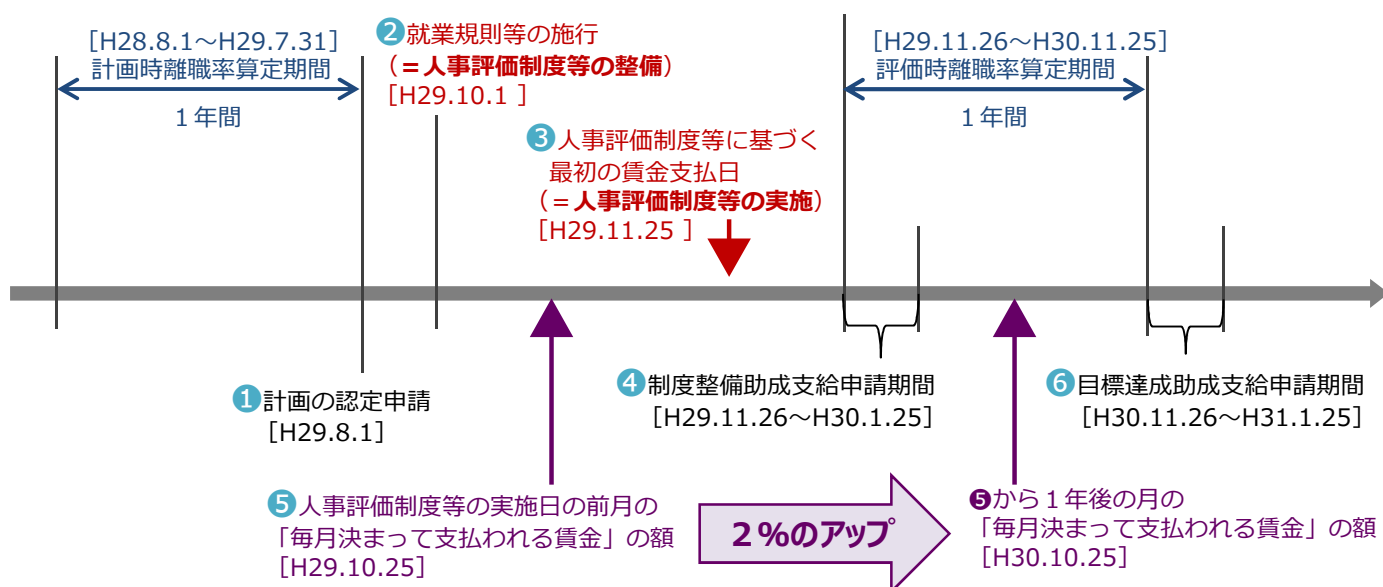 [H28.8.1～H29.7.31]
計画時離職率算定期間
１年間
❷就業規則等の施行
(＝人事評価制度等の整備)
[H29.10.1 ]
❸人事評価制度等に基づく
最初の賃金支払日
(＝人事評価制度等の実施)
[H29.11.25 ]
[H29.11.26～H30.11.25]
評価時離職率算定期間
１年間
❶計画の認定申請
[H29.8.1]
❹制度整備助成支給申請期間
[H29.11.26～H30.1.25]
❻目標達成助成支給申請期間
[H30.11.26～H31.1.25]
❺人事評価制度等の実施日の前月の
「毎月決まって支払われる賃金」の額
[H29.10.25]
２％のアップ
❺から１年後の月の
「毎月決まって支払われる賃金」の額
[H30.10.25]